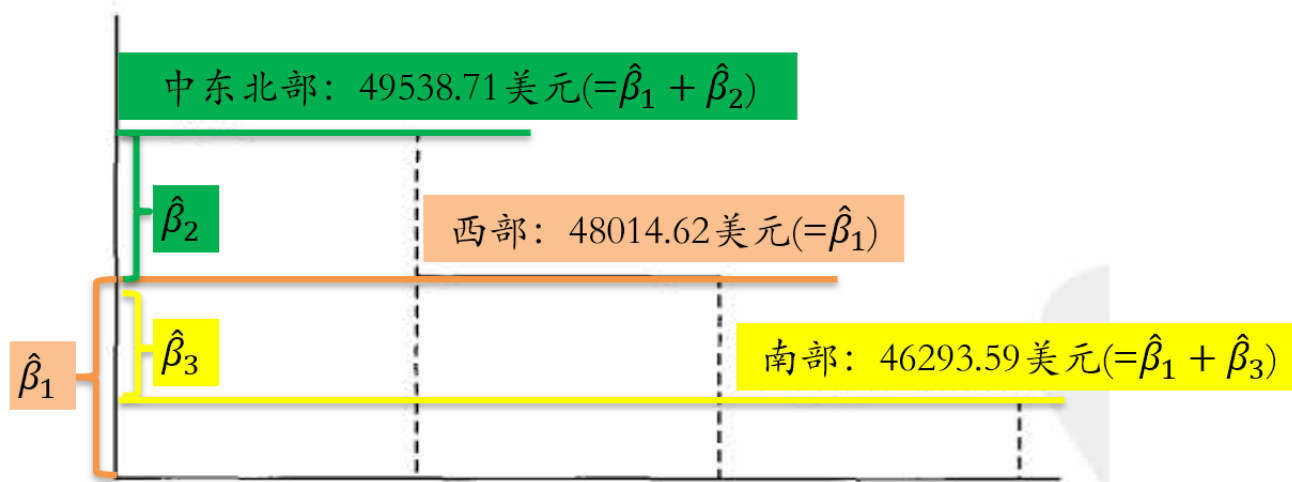 中东北部：49538.71美元(=β̂₁ + β̂₂)
β̂₂
西部：48014.62美元(=β̂₁)
β̂₃
β̂₁
南部：46293.59美元(=β̂₁ + β̂₃)